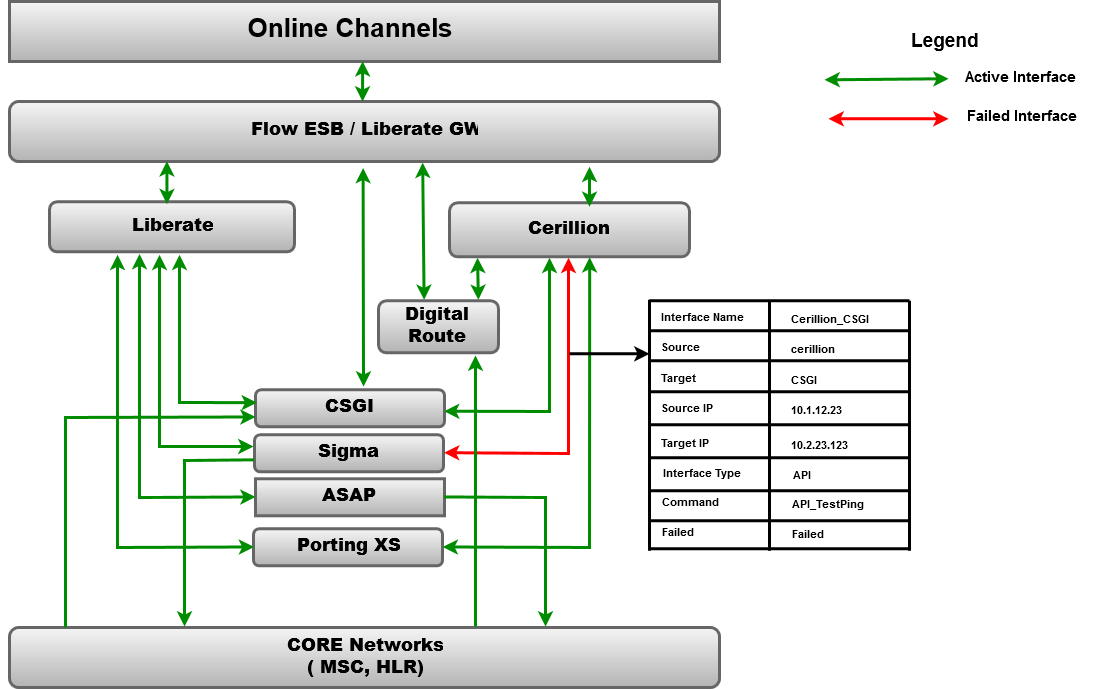 Online Channels
Legend
Active Interface
Failed Interface
Flow ESB / Liberate GW
Liberate
Cerillion
Digital
Route
CSGI
Sigma
ASAP
Porting XS
Interface Name Cerillion_CSGI
Source cerillion
Target CSGI
Source IP 10.1.12.23
Target IP 10.2.23.123
Interface Type API
Command API_TestPing
Failed Failed
CORE Networks
( MSC, HLR)